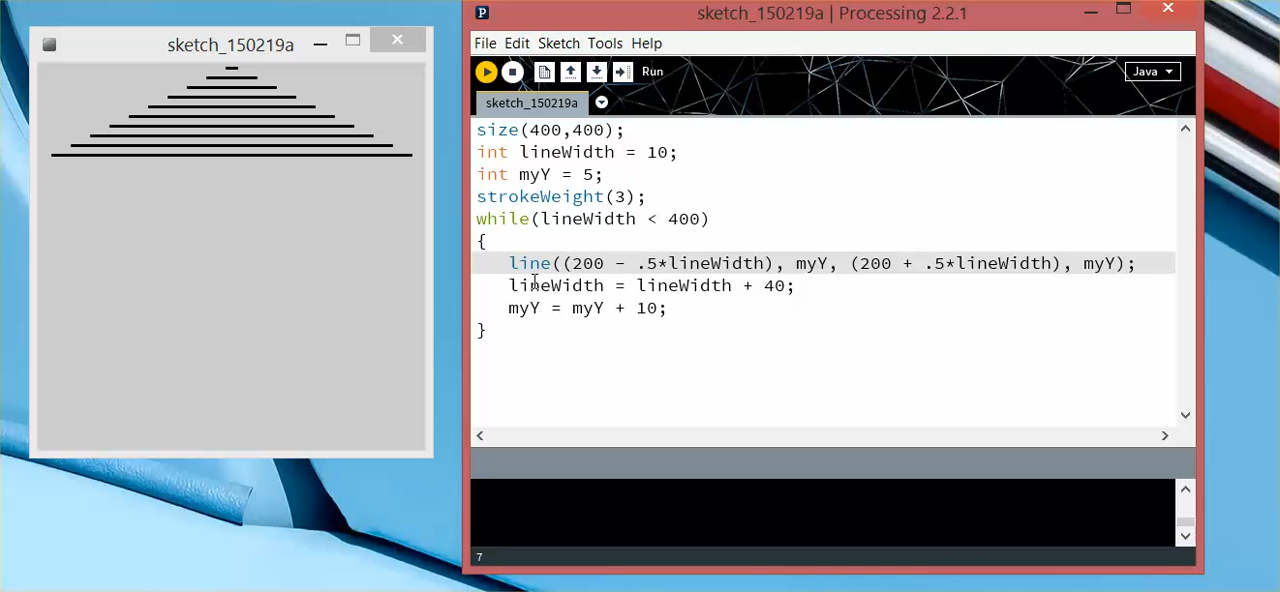 sketch_150219a
P
sketch_150219a | Processing 2.2.1
File Edit Sketch Tools Help
Run
Java
sketch_150219a
size(400,400);
int lineWidth = 10;
int myY = 5;
strokeWeight(3);
while(lineWidth < 400)
{
line((200 - .5*lineWidth), myY, (200 + .5*lineWidth), myY);
lineWidth = lineWidth + 40;
myY = myY + 10;
}
7